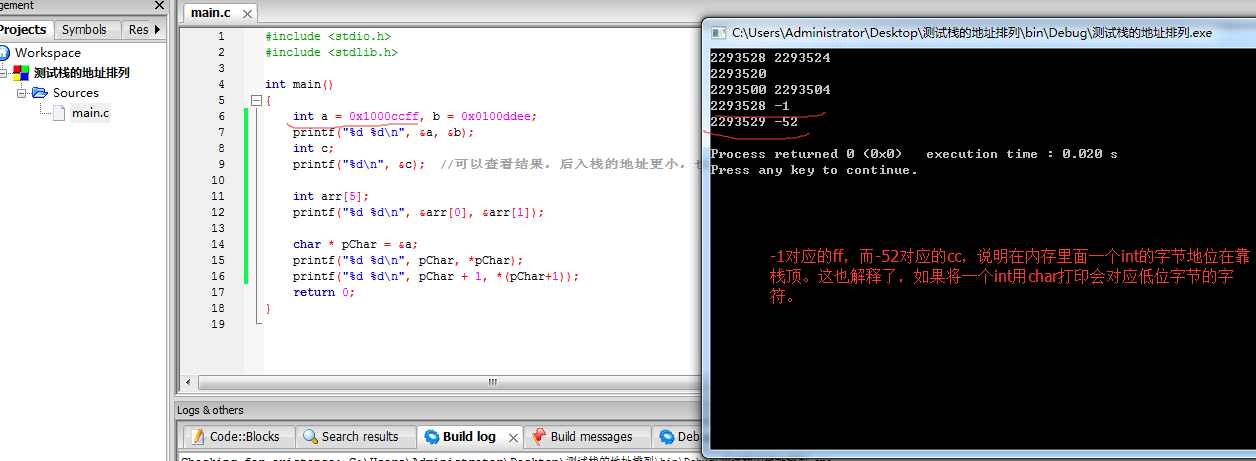 gement
Projects Symbols Res
Workspace
测试栈的地址排列
Sources
main.c
main.c
1 #include <stdio.h>
2 #include <stdlib.h>
3
4 int main()
5 {
6 int a = 0x1000ccff, b = 0x0100ddee;
7 printf("%d %d\n", &a, &b);
8 int c;
9 printf("%d\n", &c); //可以查看结果，后入栈的地址更小，
10
11 int arr[5];
12 printf("%d %d\n", &arr[0], &arr[1]);
13
14 char * pChar = &a;
15 printf("%d %d\n", pChar, *pChar);
16 printf("%d %d\n", pChar + 1, *(pChar+1));
17 return 0;
18 }
19
Logs & others
Code::Blocks Search results Build log Build messages Deb
C:\Users\Administrator\Desktop\测试栈的地址排列\bin\Debug\测试栈的地址排列.exe
2293528 2293524
2293520
2293500 2293504
2293528 -1
2293529 -52
Process returned 0 (0x0) execution time : 0.020 s
Press any key to continue.
-1对应的ff，而-52对应的cc，说明在内存里面一个int的字节地位在靠
栈顶。这也解释了，如果将一个int用char打印会对应低位字节的字
符。